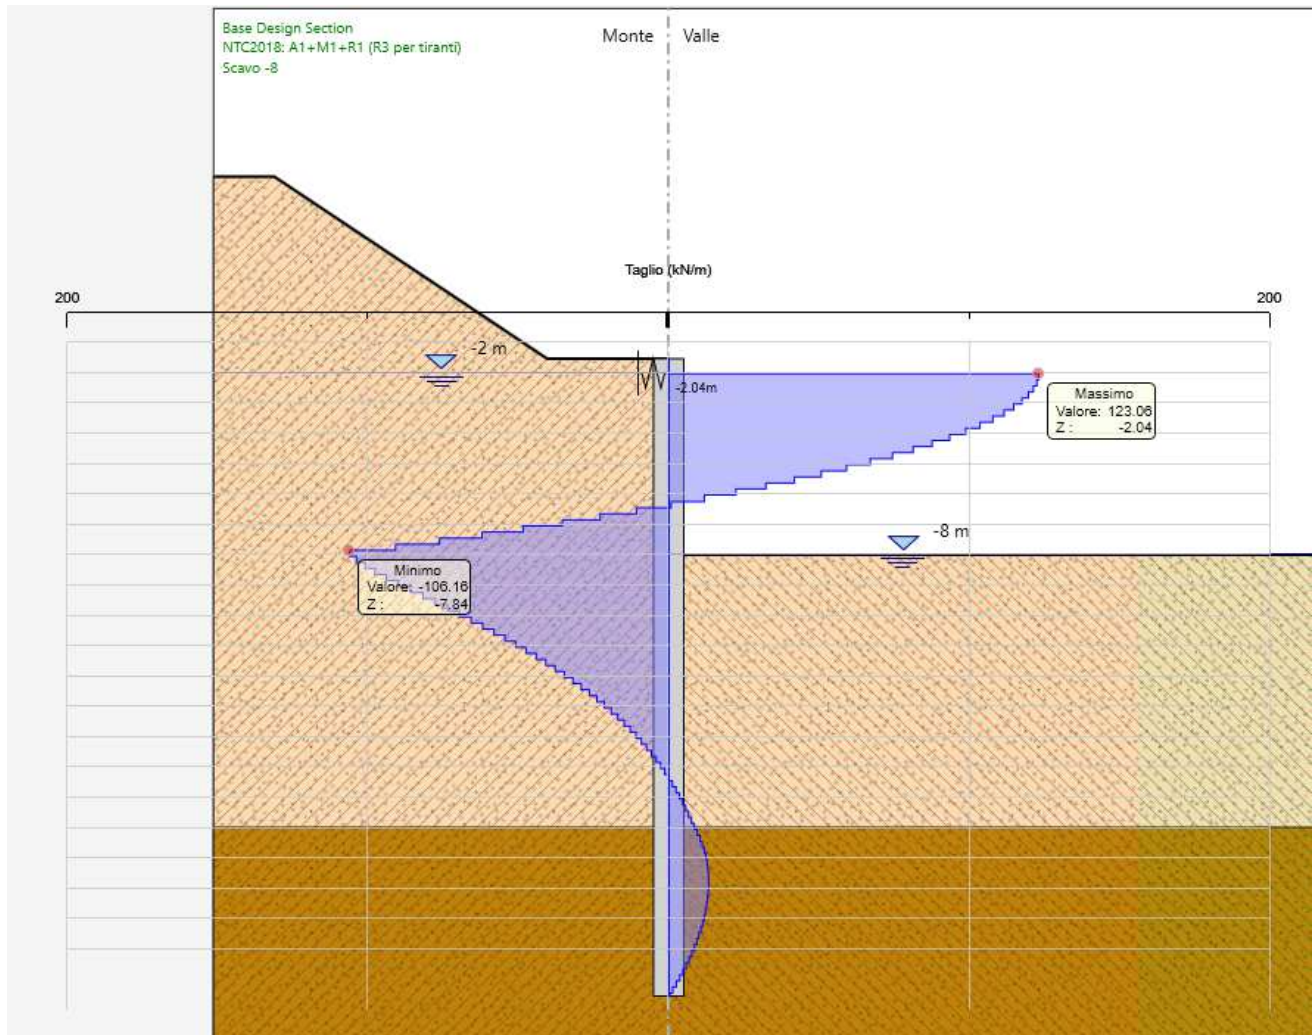 Base Design Section
NTC2018: A1+M1+R1 (R3 per tiranti)
Scavo -8
Monte
Valle
Taglio (kN/m)
200
200
-2 m
-2.04m
Massimo
Valore: 123.06
Z : -2.04
-8 m
Minimo
Valore: -106.16
Z : -7.84